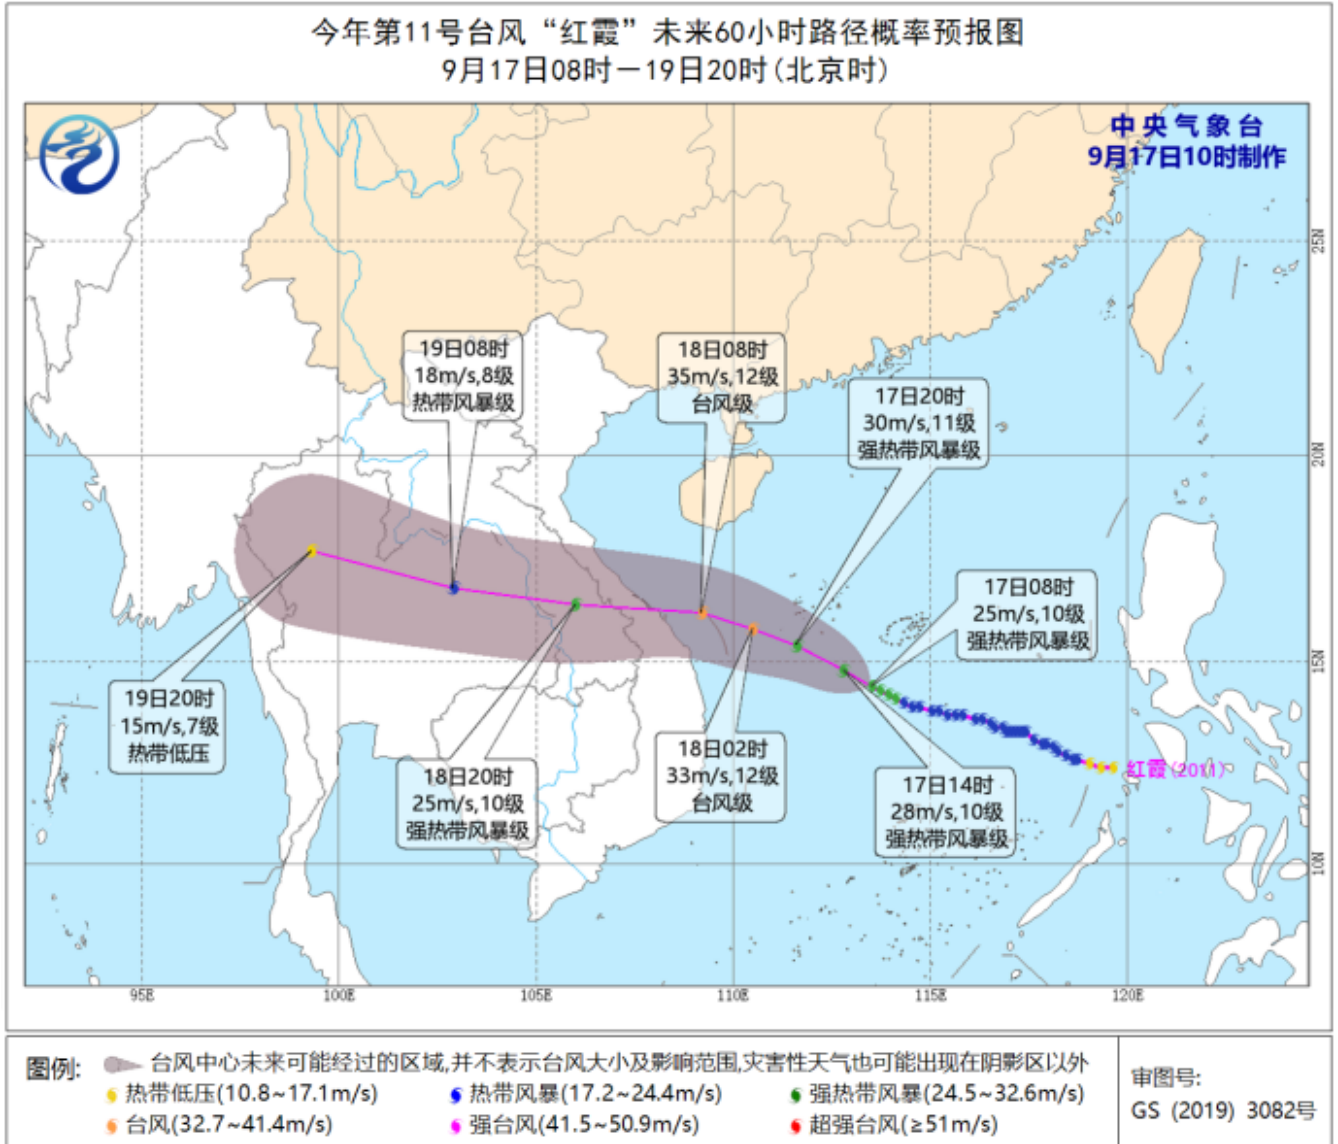 今年第11号台风“红霞”未来60小时路径概率预报图
9月17日08时－19日20时(北京时)
中央气象台
9月17日10时制作
25N
19日08时
18m/s,8级
热带风暴级
18日08时
35m/s,12级
台风级
17日20时
30m/s,11级
强热带风暴级
20N
17日08时
25m/s,10级
强热带风暴级
15N
19日20时
15m/s,7级
热带低压
18日20时
25m/s,10级
强热带风暴级
18日02时
33m/s,12级
台风级
17日14时
28m/s,10级
强热带风暴级
红霞(2011)
10N
95E 100E 105E 110E 115E 120E
图例: 台风中心未来可能经过的区域,并不表示台风大小及影响范围,灾害性天气也可能出现在阴影区以外
热带低压(10.8~17.1m/s) 热带风暴(17.2~24.4m/s) 强热带风暴(24.5~32.6m/s)
台风(32.7~41.4m/s) 强台风(41.5~50.9m/s) 超强台风(≥51m/s)
审图号:
GS (2019) 3082号